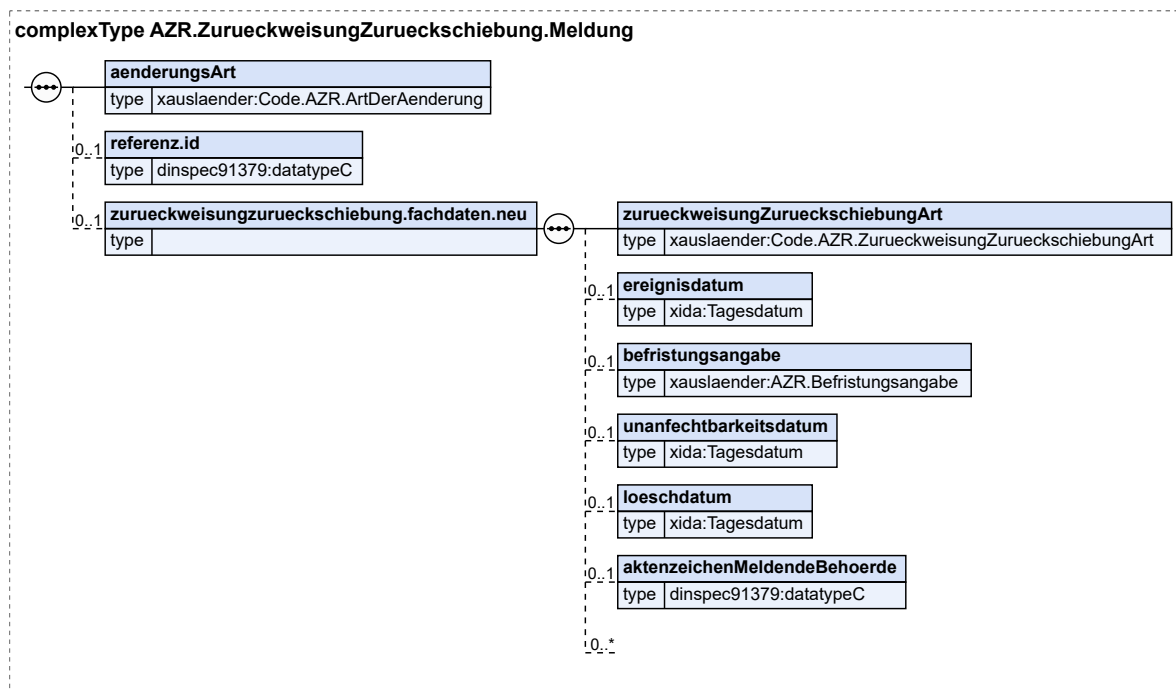 complexType AZR.ZurueckweisungZurueckschiebung.Meldung
aenderungsArt
type xauslaender:Code.AZR.ArtDerAenderung
0..1 referenz.id
type dinspec91379:datatypeC
0..1 zurueckweisungzurueckschiebung.fachdaten.neu
type
zurueckweisungZurueckschiebungArt
type xauslaender:Code.AZR.ZurueckweisungZurueckschiebungArt
0..1 ereignisdatum
type xida:Tagesdatum
0..1 befristungsangabe
type xauslaender:AZR.Befristungsangabe
0..1 unanfechtbarkeitsdatum
type xida:Tagesdatum
0..1 loeschdatum
type xida:Tagesdatum
0..1 aktenzeichenMeldendeBehoerde
type dinspec91379:datatypeC
0..*